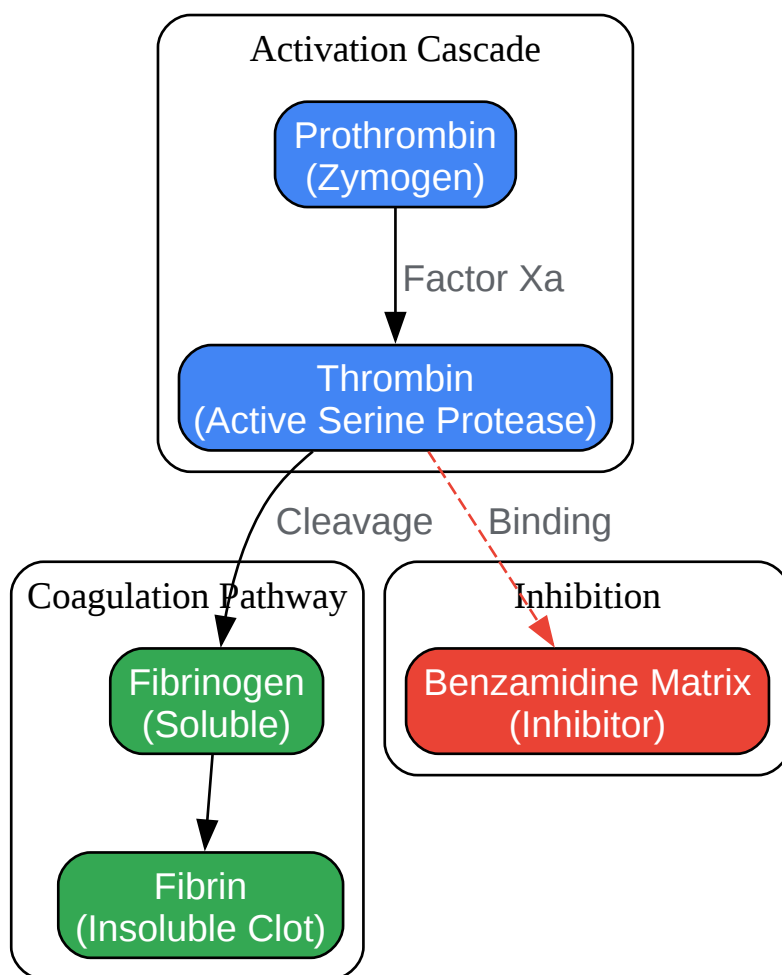 Activation Cascade
Prothrombin
(Zymogen)
Factor Xa
Thrombin
(Active Serine Protease)
Cleavage
Binding
Coagulation Pathway
Fibrinogen
(Soluble)
Fibrin
(Insoluble Clot)
Inhibition
Benzamidine Matrix
(Inhibitor)